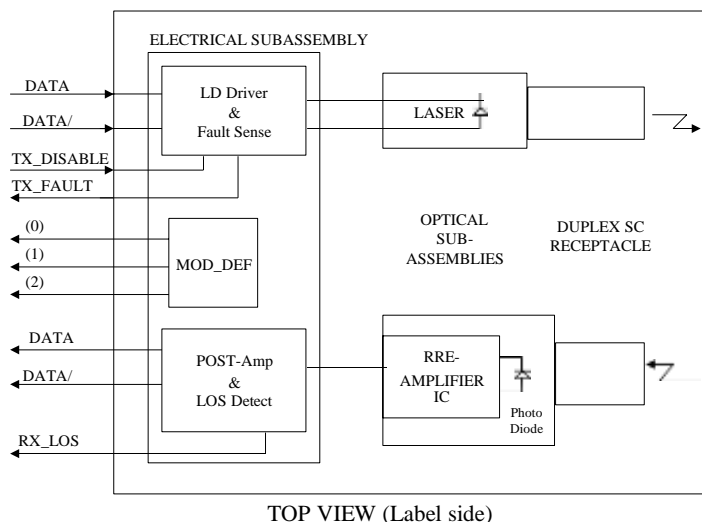 ELECTRICAL SUBASSEMBLY
DATA
DATA/
TX_DISABLE
TX_FAULT
LD Driver
&
Fault Sense
LASER
(0)
(1)
(2)
MOD_DEF
OPTICAL
SUB-
ASSEMBLIES
DUPLEX SC
RECEPTACLE
DATA
DATA/
RX_LOS
POST-Amp
&
LOS Detect
RRE-
AMPLIFIER
IC
Photo
Diode
TOP VIEW (Label side)